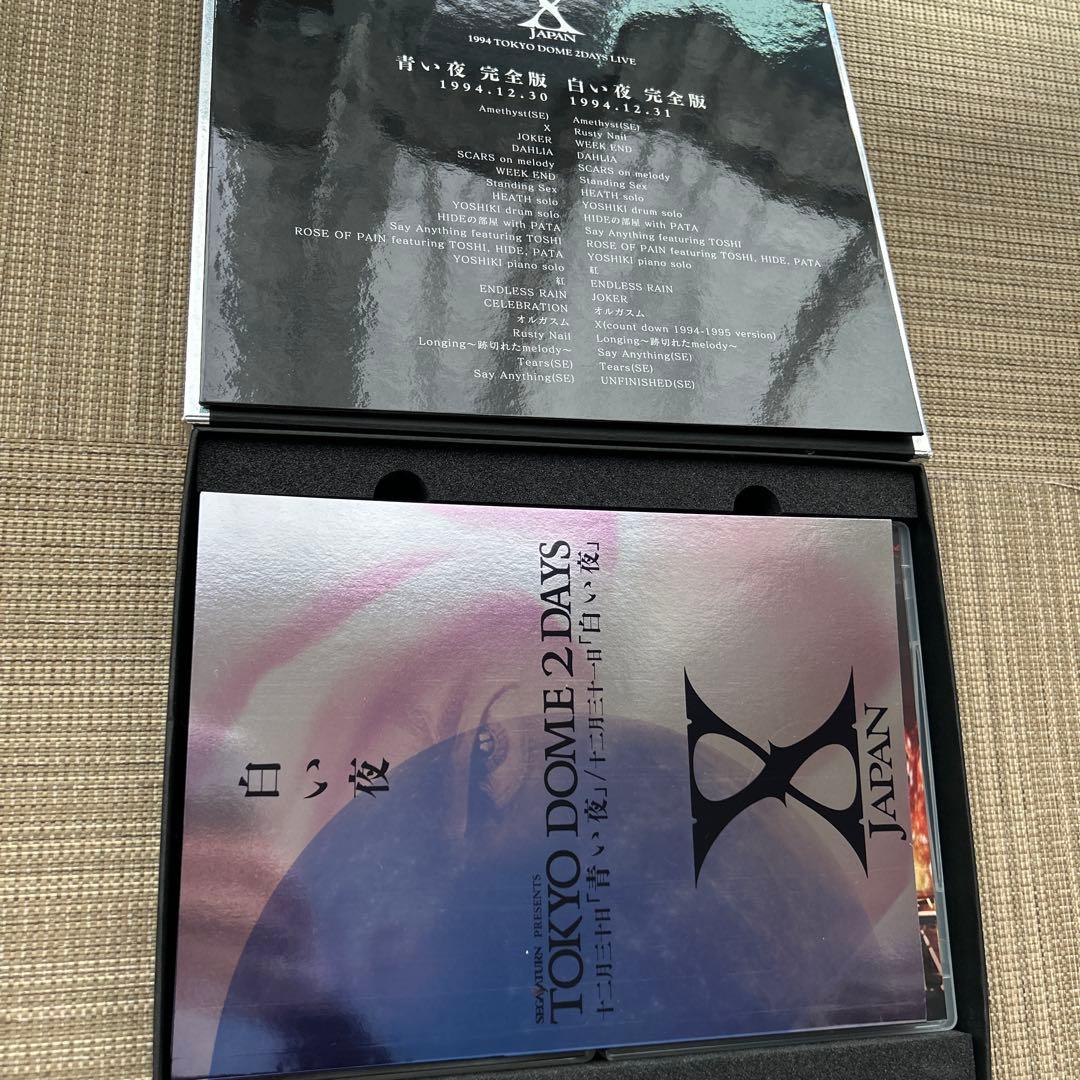 X
JAPAN
1994 TOKYO DOME 2DAYS LIVE
青い夜 完全版
1994.12.30
Amethyst(SE)
X
JOKER
DAHLIA
SCARS on melody
WEEK END
Standing Sex
HEATH solo
YOSHIKI drum solo
HIDEの部屋 with PATA
Say Anything featuring TOSHI
ROSE OF PAIN featuring TOSHI, HIDE, PATA
YOSHIKI piano solo
紅
ENDLESS RAIN
CELEBRATION
オルガスム
Rusty Nail
Longing〜跡切れたmelody〜
Tears(SE)
Say Anything(SE)
白い夜 完全版
1994.12.31
Amethyst(SE)
Rusty Nail
WEEK END
DAHLIA
SCARS on melody
Standing Sex
HEATH solo
YOSHIKI drum solo
HIDEの部屋 with PATA
Say Anything featuring TOSHI
ROSE OF PAIN featuring TOSHI, HIDE, PATA
YOSHIKI piano solo
紅
ENDLESS RAIN
JOKER
オルガスム
X(count down 1994-1995 version)
Longing〜跡切れたmelody〜
Say Anything(SE)
Tears(SE)
UNFINISHED(SE)
白い夜
SEGA SATURN PRESENTS
TOKYO DOME 2 DAYS
十二月三十日「青い夜」/十二月三十一日「白い夜」
X
JAPAN